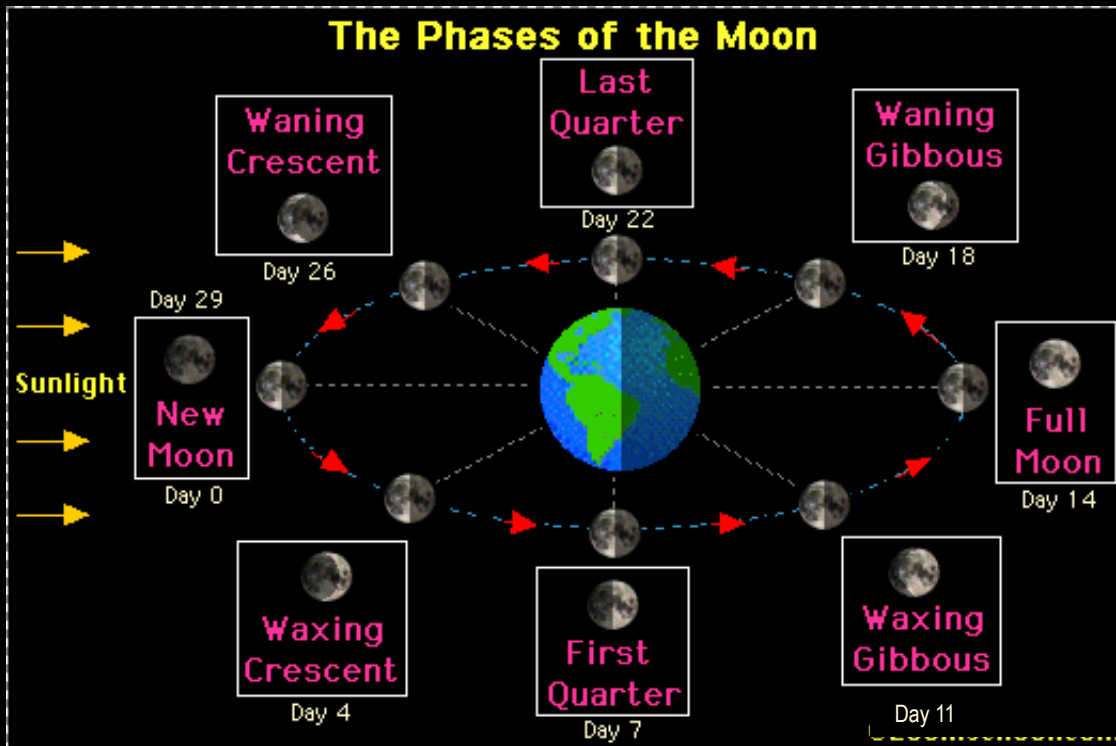 The Phases of the Moon
Waning
Crescent
Day 26
Last
Quarter
Day 22
Waning
Gibbous
Day 18
Day 29
New
Moon
Day 0
Sunlight
Full
Moon
Day 14
Waxing
Crescent
Day 4
First
Quarter
Day 7
Waxing
Gibbous
Day 11